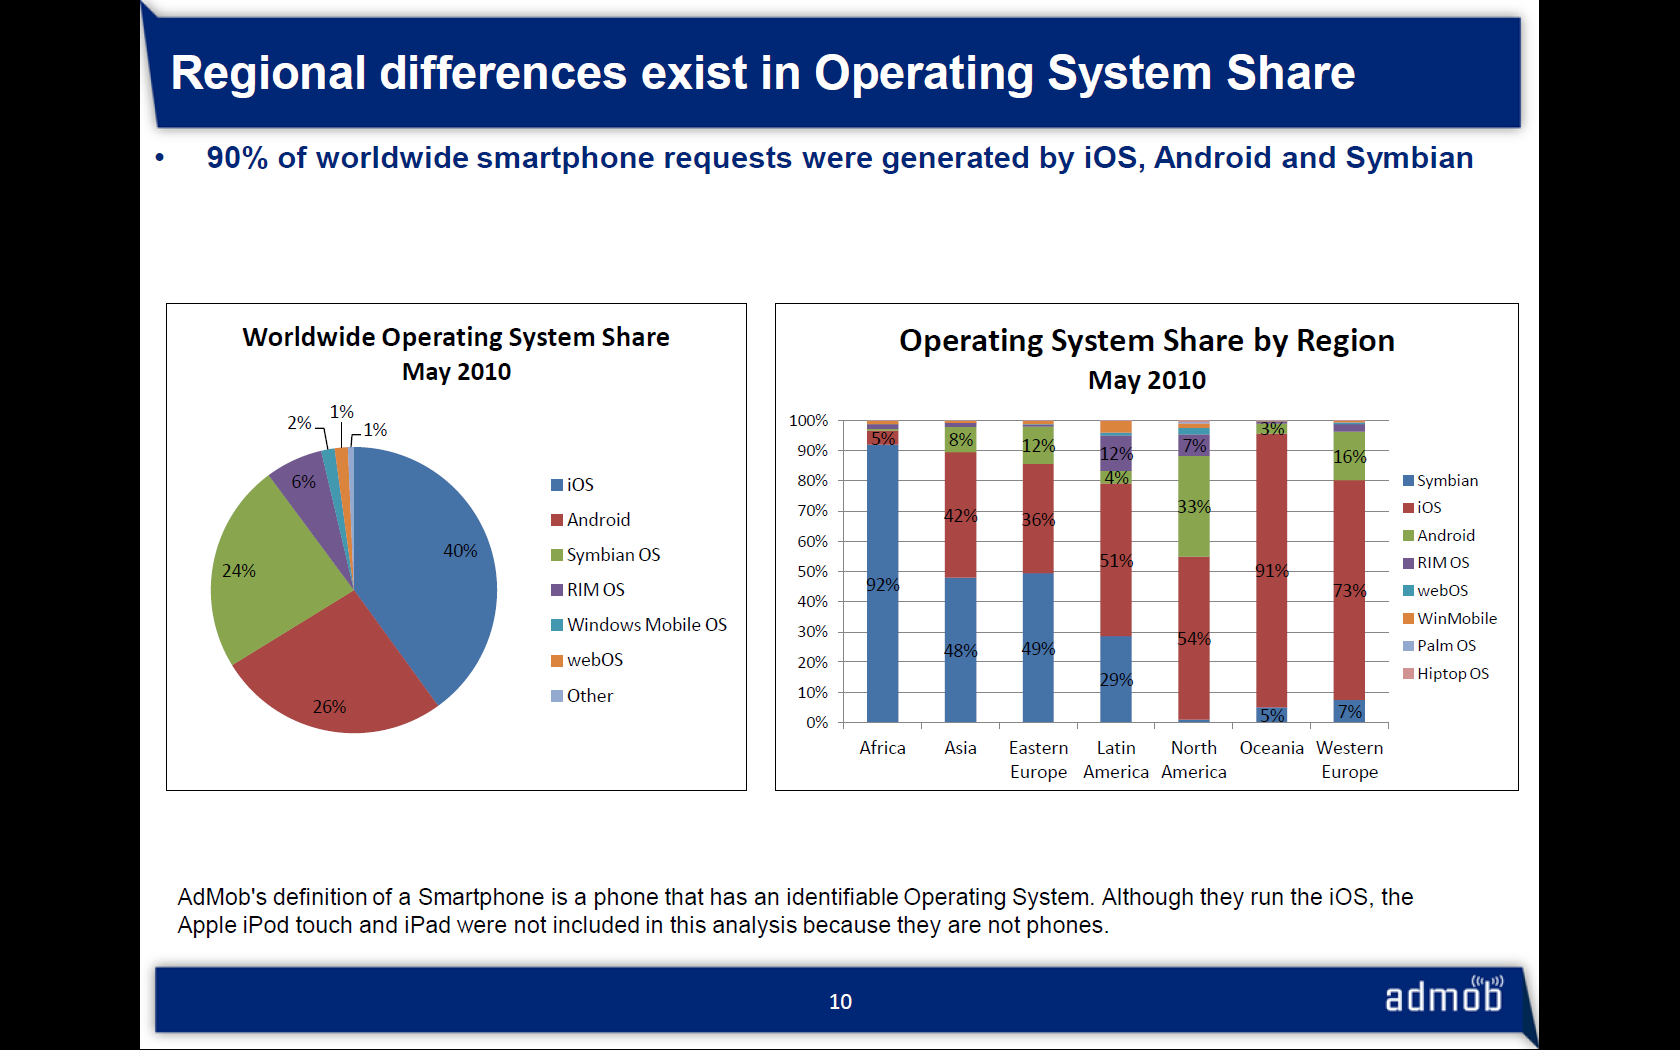 Regional differences exist in Operating System Share
• 90% of worldwide smartphone requests were generated by iOS, Android and Symbian
Worldwide Operating System Share
May 2010
2%
1%
1%
6%
40%
24%
26%
iOS
Android
Symbian OS
RIM OS
Windows Mobile OS
webOS
Other
Operating System Share by Region
May 2010
100%
90%
80%
70%
60%
50%
40%
30%
20%
10%
0%
5%
92%
8%
42%
48%
12%
36%
49%
12%
4%
51%
29%
7%
33%
54%
3%
91%
5%
16%
73%
7%
Africa
Asia
Eastern
Europe
Latin
America
North
America
Oceania
Western
Europe
Symbian
iOS
Android
RIM OS
webOS
WinMobile
Palm OS
Hiptop OS
AdMob's definition of a Smartphone is a phone that has an identifiable Operating System. Although they run the iOS, the
Apple iPod touch and iPad were not included in this analysis because they are not phones.
10
admob